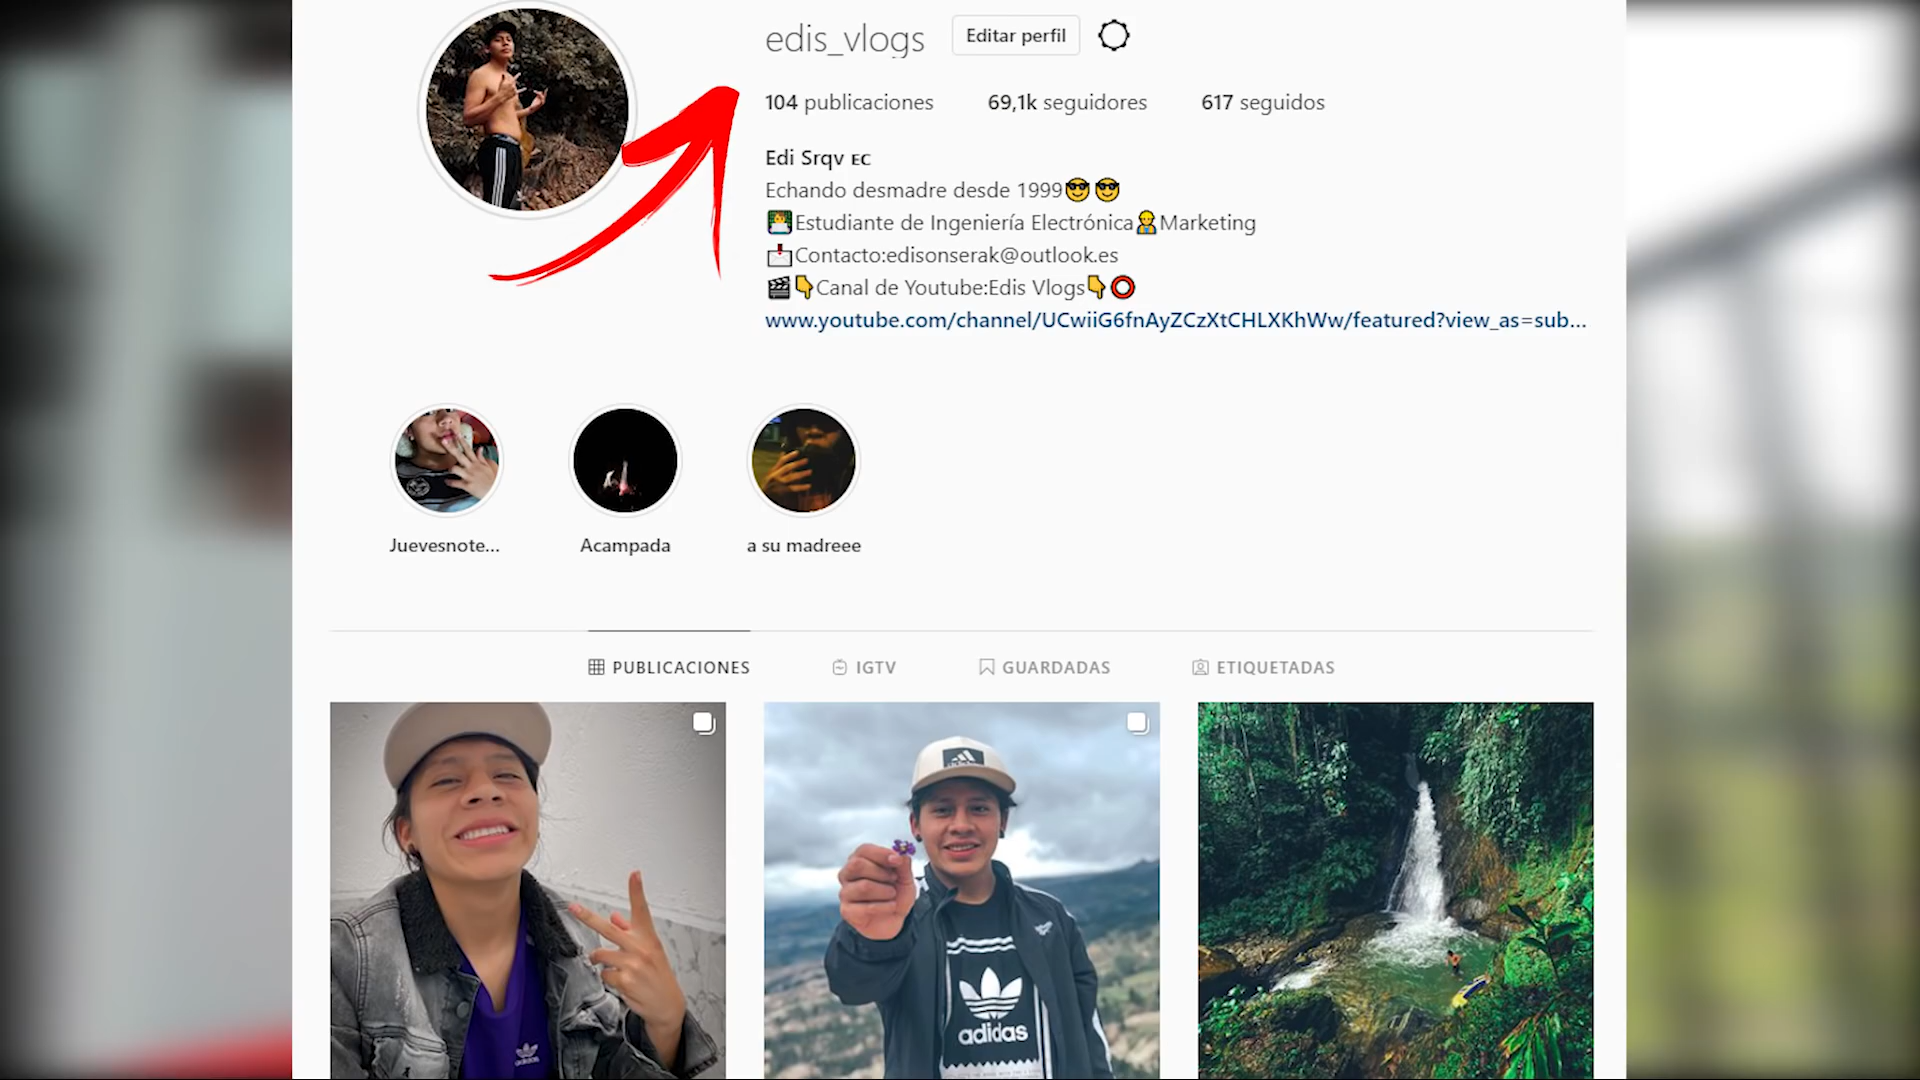 edis_vlogs Editar perfil
104 publicaciones 69,1k seguidores 617 seguidos
Edi Srqv EC
Echando desmadre desde 1999😎😎
👨‍💻Estudiante de Ingeniería Electrónica👷Marketing
📩Contacto:edisonserak@outlook.es
🎬👇Canal de Youtube:Edis Vlogs👇⭕
www.youtube.com/channel/UCwiiG6fnAyZCzXtCHLXKhWw/featured?view_as=sub...
Juevesnote... Acampada a su madreee
PUBLICACIONES IGTV GUARDADAS ETIQUETADAS
adidas
adidas
adidas